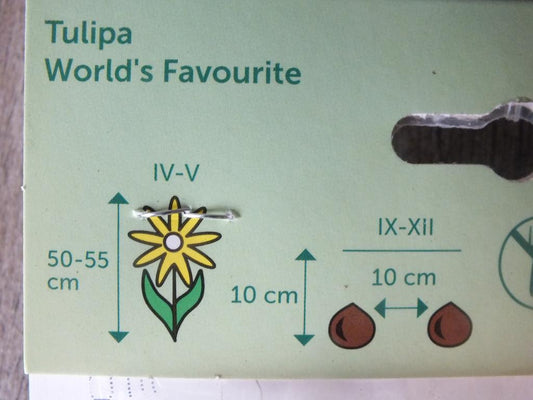 Tulipa
World's Favourite
IV-V
IX-XII
50-55
cm
10 cm
10 cm